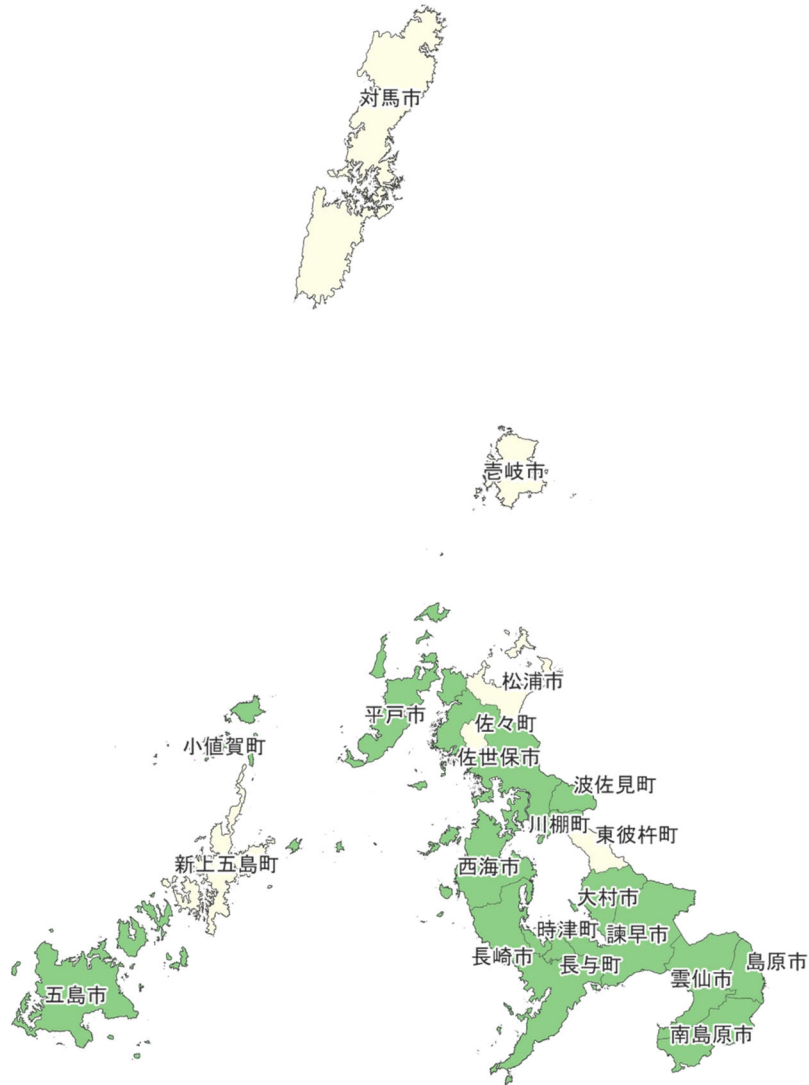 対馬市
壱岐市
松浦市
平戸市
佐々町
小値賀町
佐世保市
波佐見町
川棚町
東彼杵町
新上五島町
西海市
大村市
時津町
諫早市
長崎市
長与町
島原市
雲仙市
五島市
南島原市